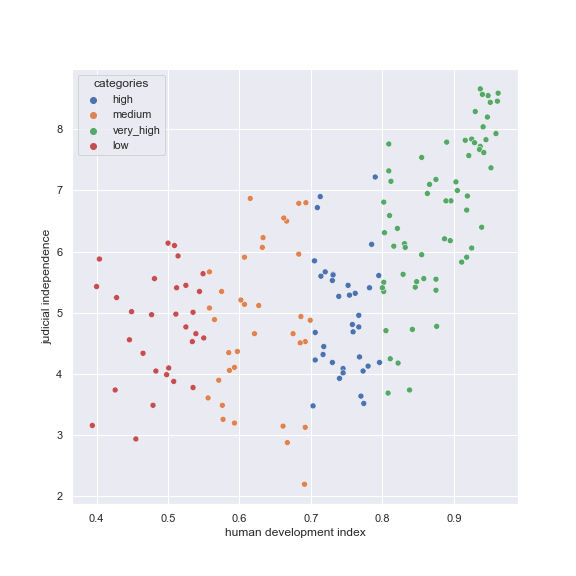 categories
high
medium
very_high
low
8
7
6
5
4
3
2
judicial independence
0.4 0.5 0.6 0.7 0.8 0.9
human development index